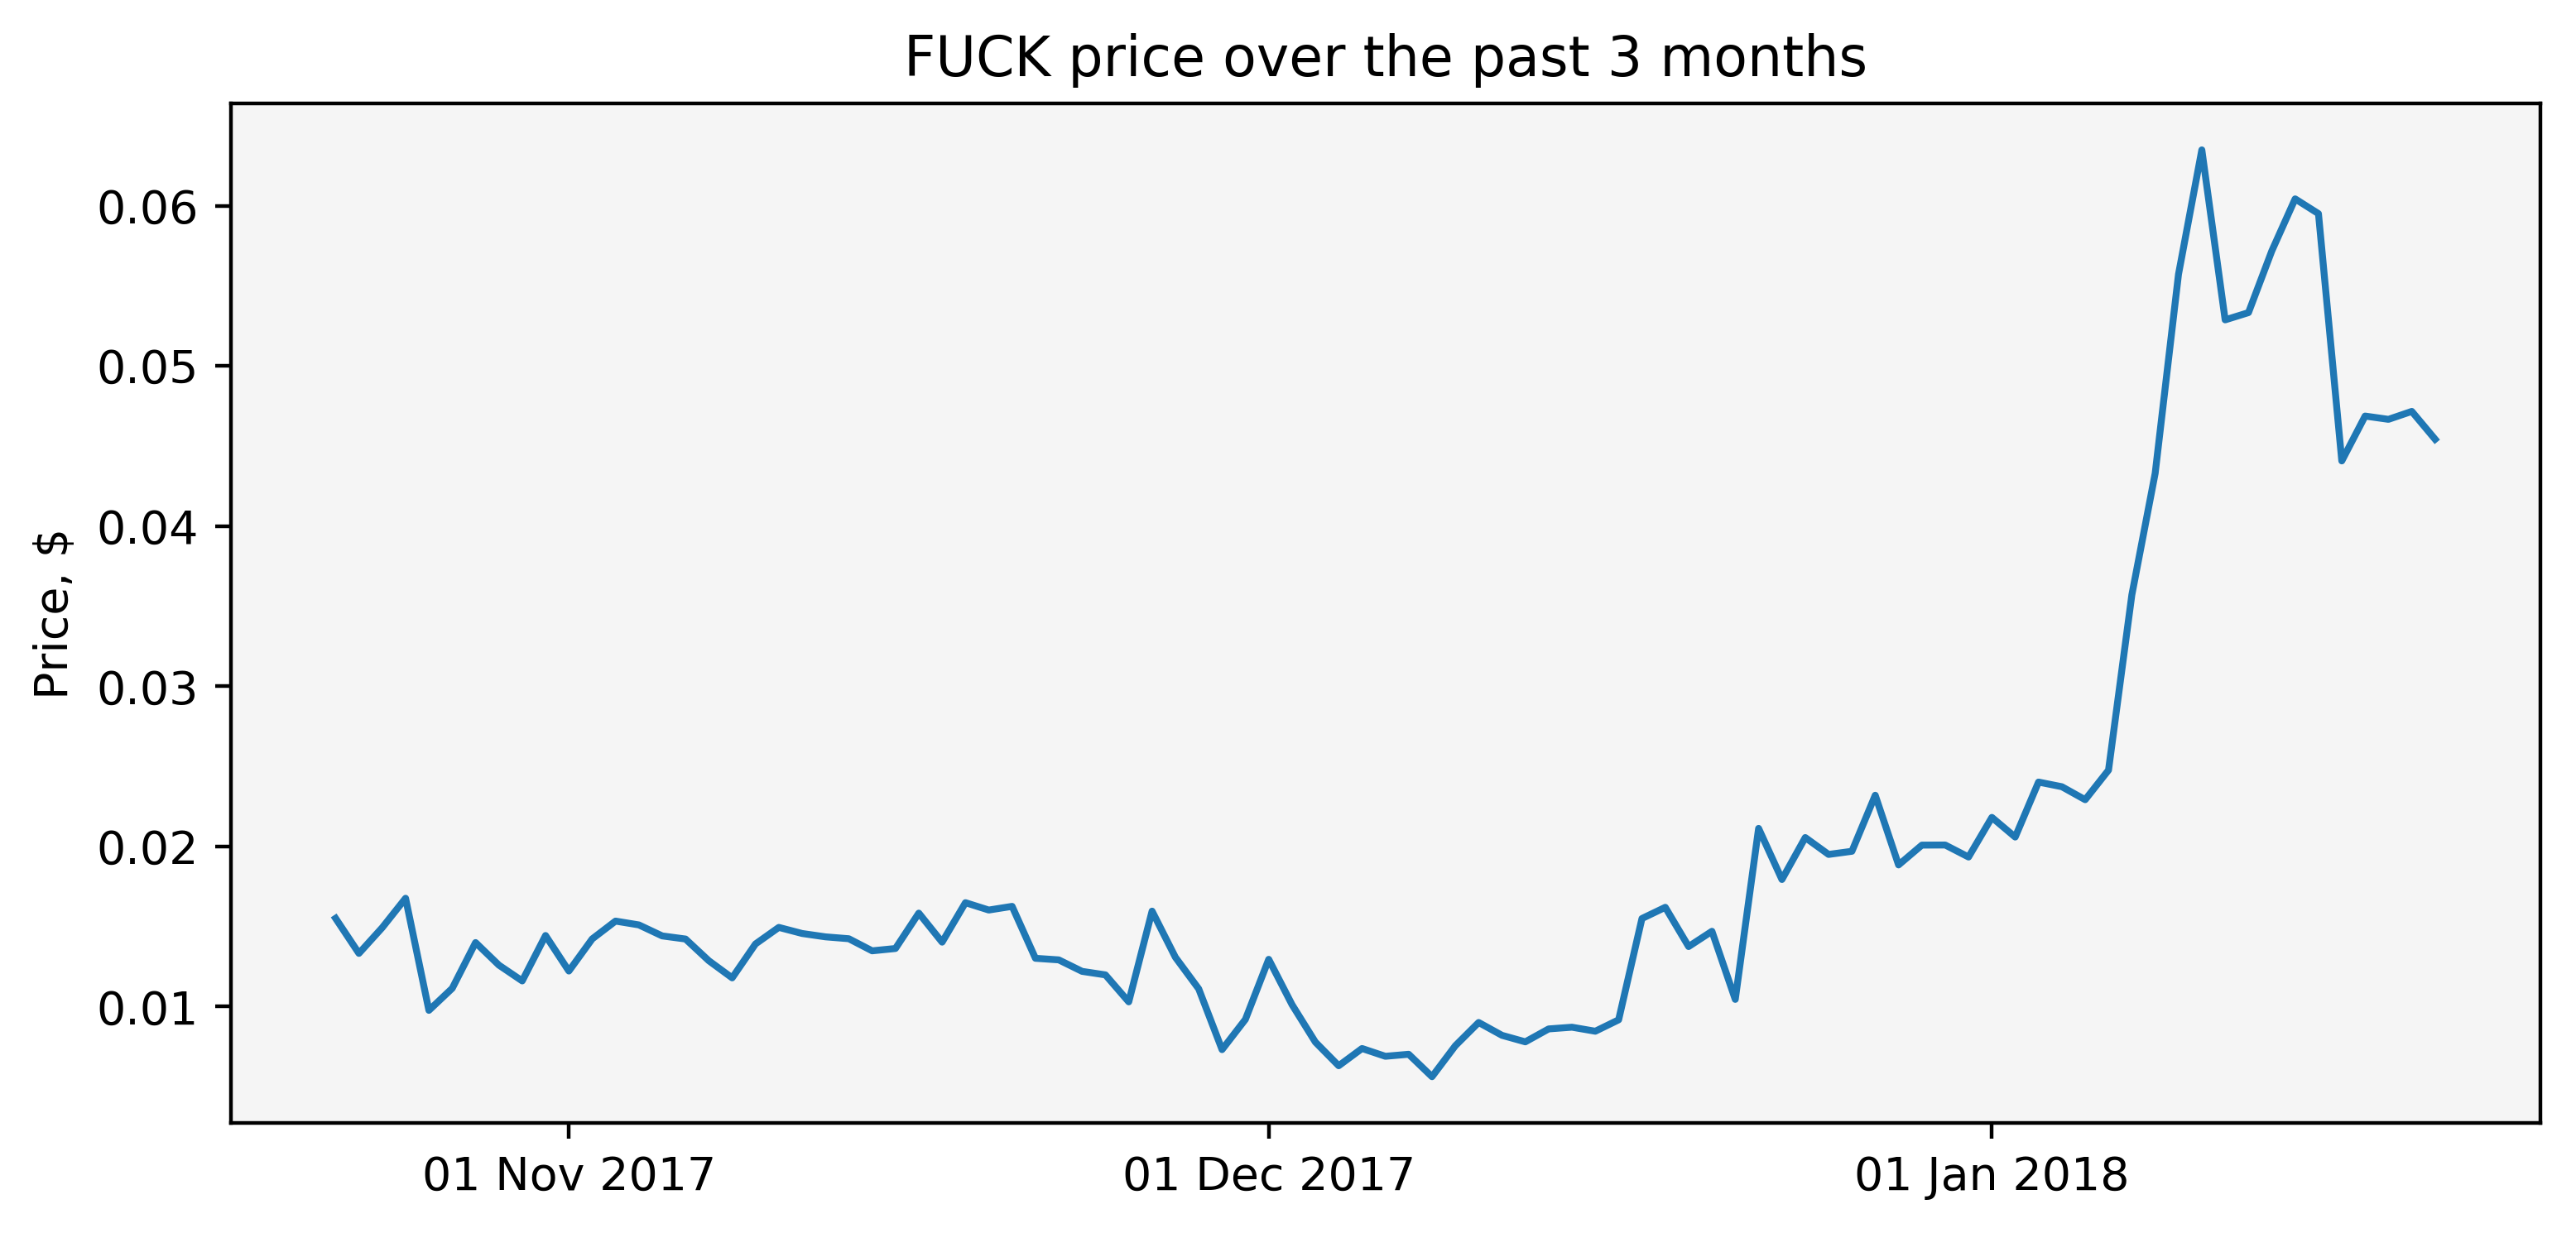 FUCK price over the past 3 months
Price, $
0.06
0.05
0.04
0.03
0.02
0.01
01 Nov 2017
01 Dec 2017
01 Jan 2018